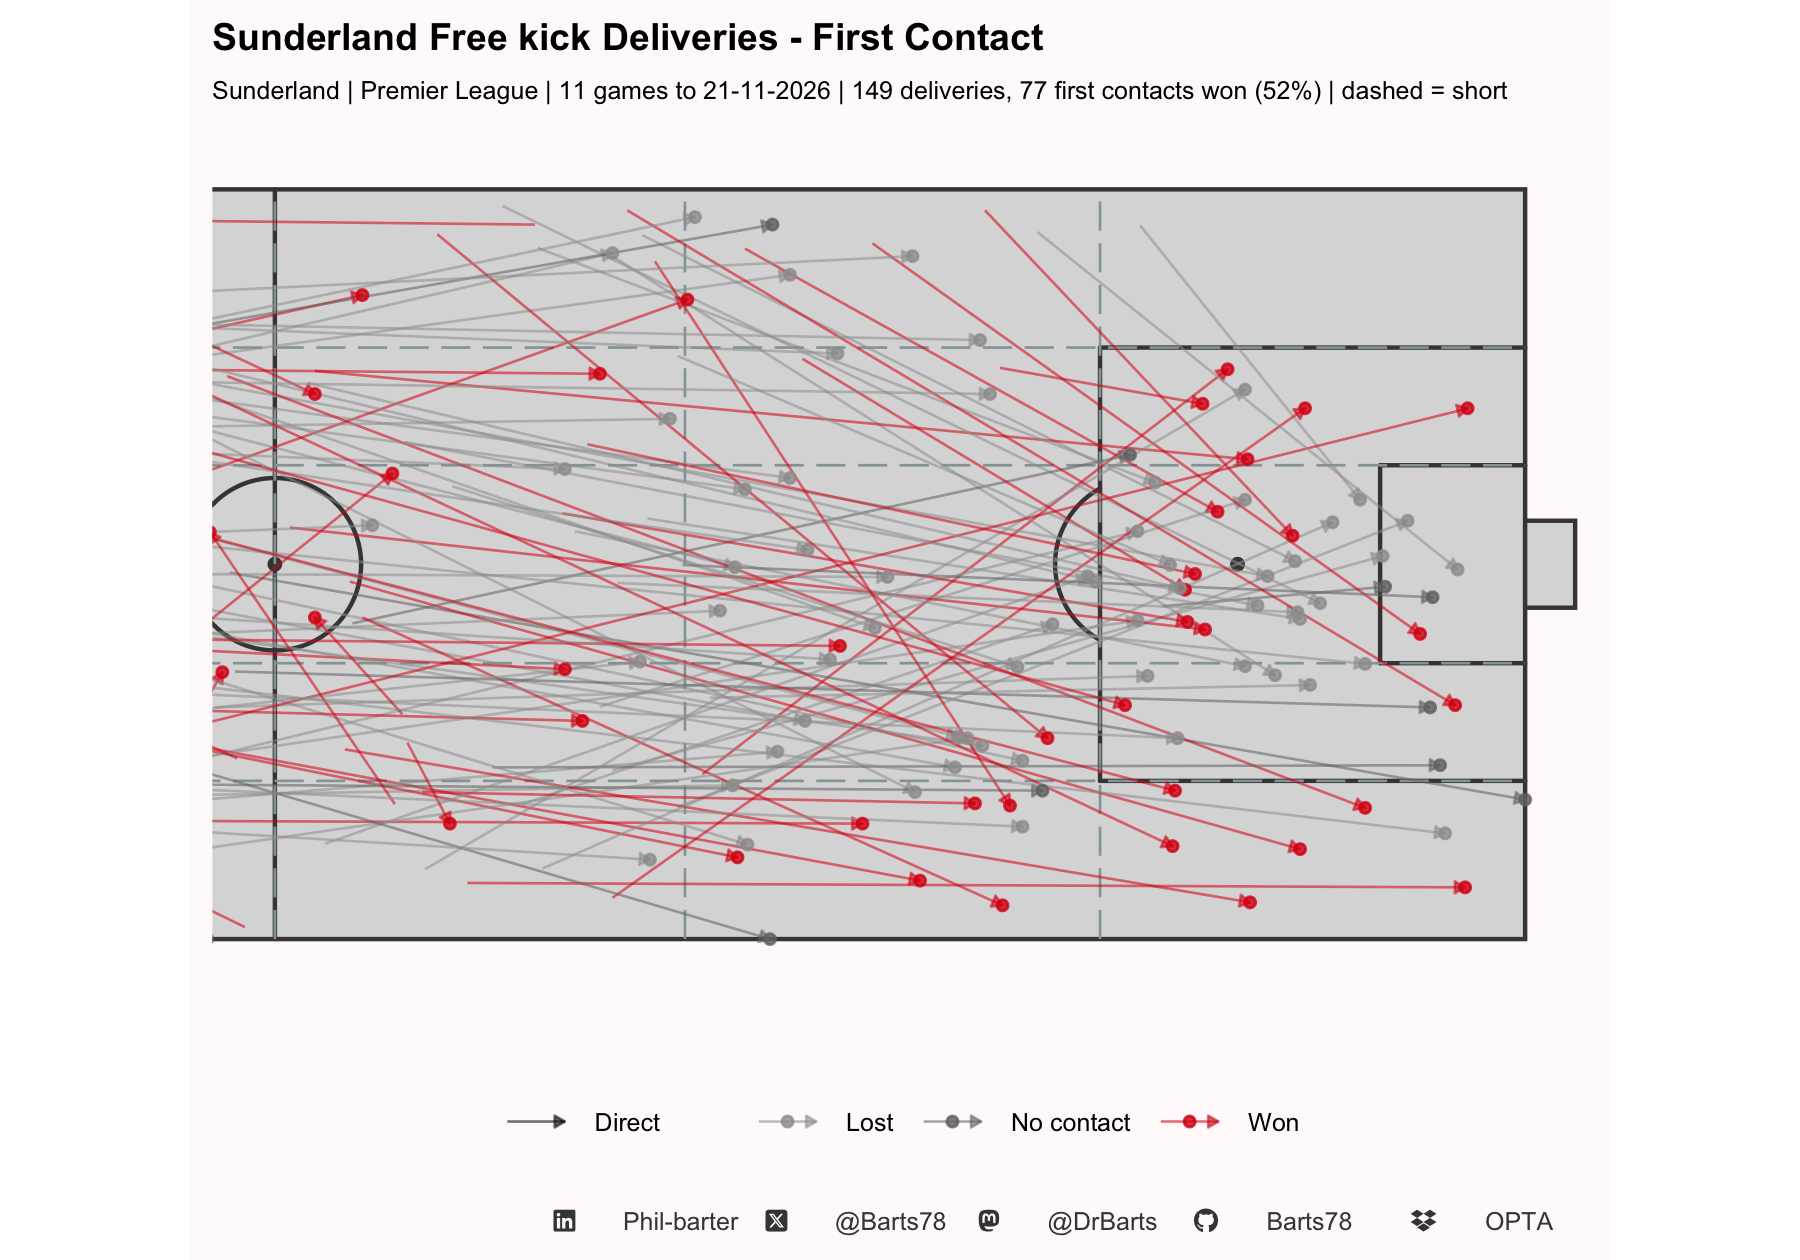 Sunderland Free kick Deliveries - First Contact
Sunderland | Premier League | 11 games to 21-11-2026 | 149 deliveries, 77 first contacts won (52%) | dashed = short
Direct Lost No contact Won
Phil-barter @Barts78 @DrBarts Barts78 OPTA